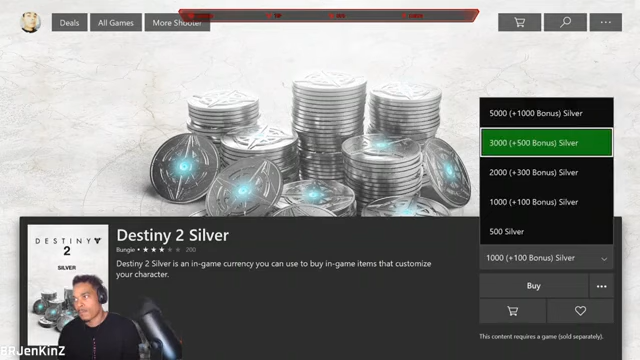 Deals
All Games
More Shooter
5000 (+1000 Bonus) Silver
3000 (+500 Bonus) Silver
2000 (+300 Bonus) Silver
1000 (+100 Bonus) Silver
500 Silver
1000 (+100 Bonus) Silver
Buy
This content requires a game (sold separately).
DESTINY
2
SILVER
Destiny 2 Silver
Bungie • ★★★★★ 200
Destiny 2 Silver is an in-game currency you can use to buy in-game items that customize
your character.
BRJenKinZ